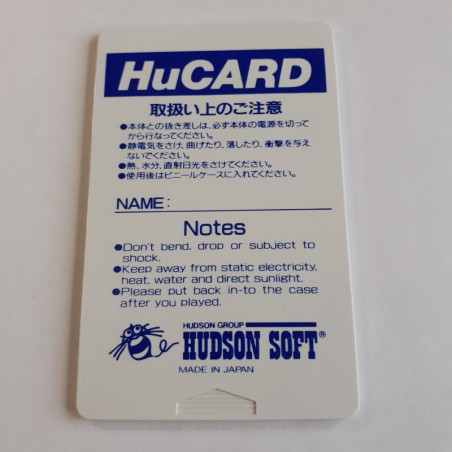 HuCARD
取扱い上のご注意
●本体との抜き差しは、必ず本体の電源を切って
から行なってください。
●静電気をさけ、曲げたり、落したり、衝撃を与え
ないでください。
●熱、水分、直射日光をさけてください。
●使用後はビニールケースに入れてください。
NAME:
Notes
●Don't bend, drop or subject to
shock.
●Keep away from static electricity,
heat, water and direct sunlight.
●Please put back in-to the case
after you played.
HUDSON GROUP
HUDSON SOFT®
MADE IN JAPAN